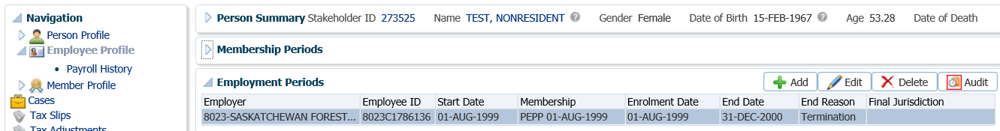 Navigation
Person Profile
Employee Profile
• Payroll History
Member Profile
Cases
Tax Slips
Tax Adjustments
Person Summary Stakeholder ID 273525 Name TEST, NONRESIDENT Gender Female Date of Birth 15-FEB-1967 Age 53.28 Date of Death
Membership Periods
Employment Periods Add Edit Delete Audit
Employer Employee ID Start Date Membership Enrolment Date End Date End Reason Final Jurisdiction
8023-SASKATCHEWAN FOREST... 8023C1786136 01-AUG-1999 PEPP 01-AUG-1999 01-AUG-1999 31-DEC-2000 Termination